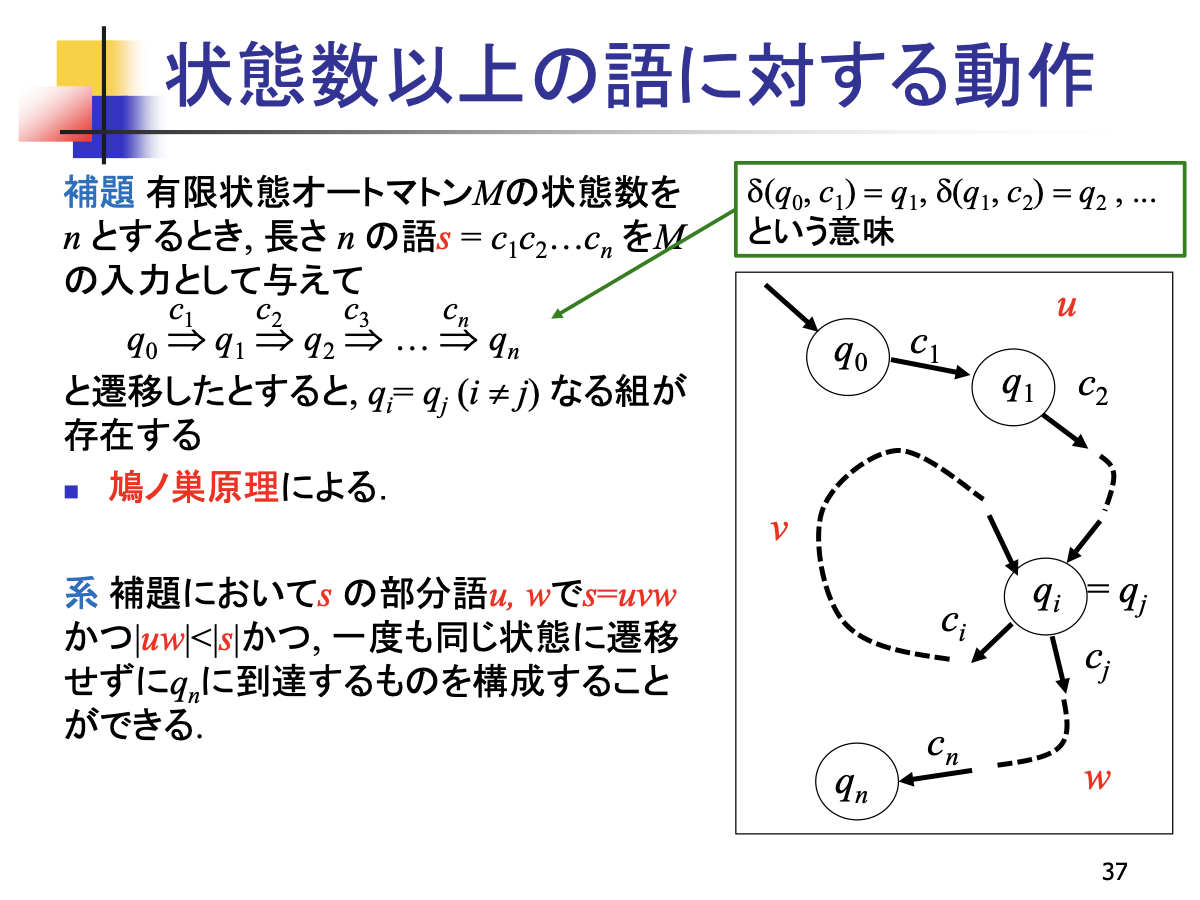 状態数以上の語に対する動作
補題 有限状態オートマトンMの状態数を
n とするとき, 長さ n の語s = c₁c₂…cₙ をM
の入力として与えて
c₁ c₂ c₃ cₙ
q₀ ⇒ q₁ ⇒ q₂ ⇒ … ⇒ qₙ
と遷移したとすると, qᵢ= qⱼ (i ≠ j) なる組が
存在する
■ 鳩ノ巣原理による.
系 補題においてs の部分語u, wでs=uvw
かつ|uw|<|s|かつ, 一度も同じ状態に遷移
せずにqₙに到達するものを構成すること
ができる.
δ(q₀, c₁) = q₁, δ(q₁, c₂) = q₂ , ...
という意味
u
q₀
c₁
q₁
c₂
v
qᵢ = qⱼ
cᵢ
cⱼ
cₙ
qₙ
w
37